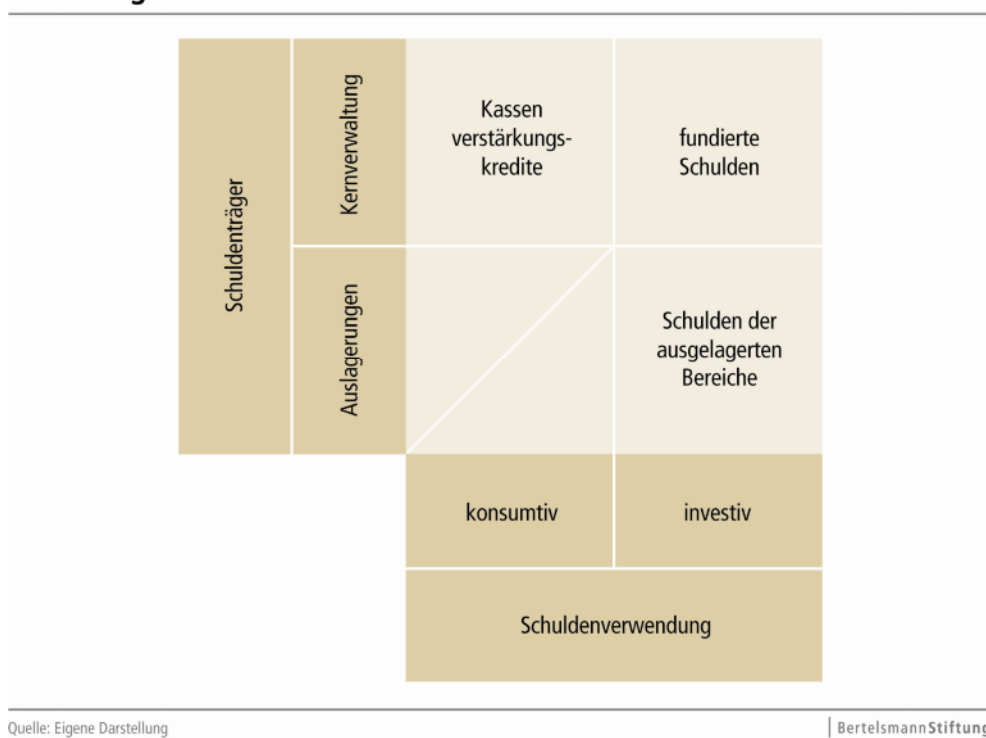 Schuldenträger
Kernverwaltung
Kassen
verstärkungs-
kredite
fundierte
Schulden
Auslagerungen
Schulden der
ausgelagerten
Bereiche
konsumtiv
investiv
Schuldenverwendung
Quelle: Eigene Darstellung
BertelsmannStiftung